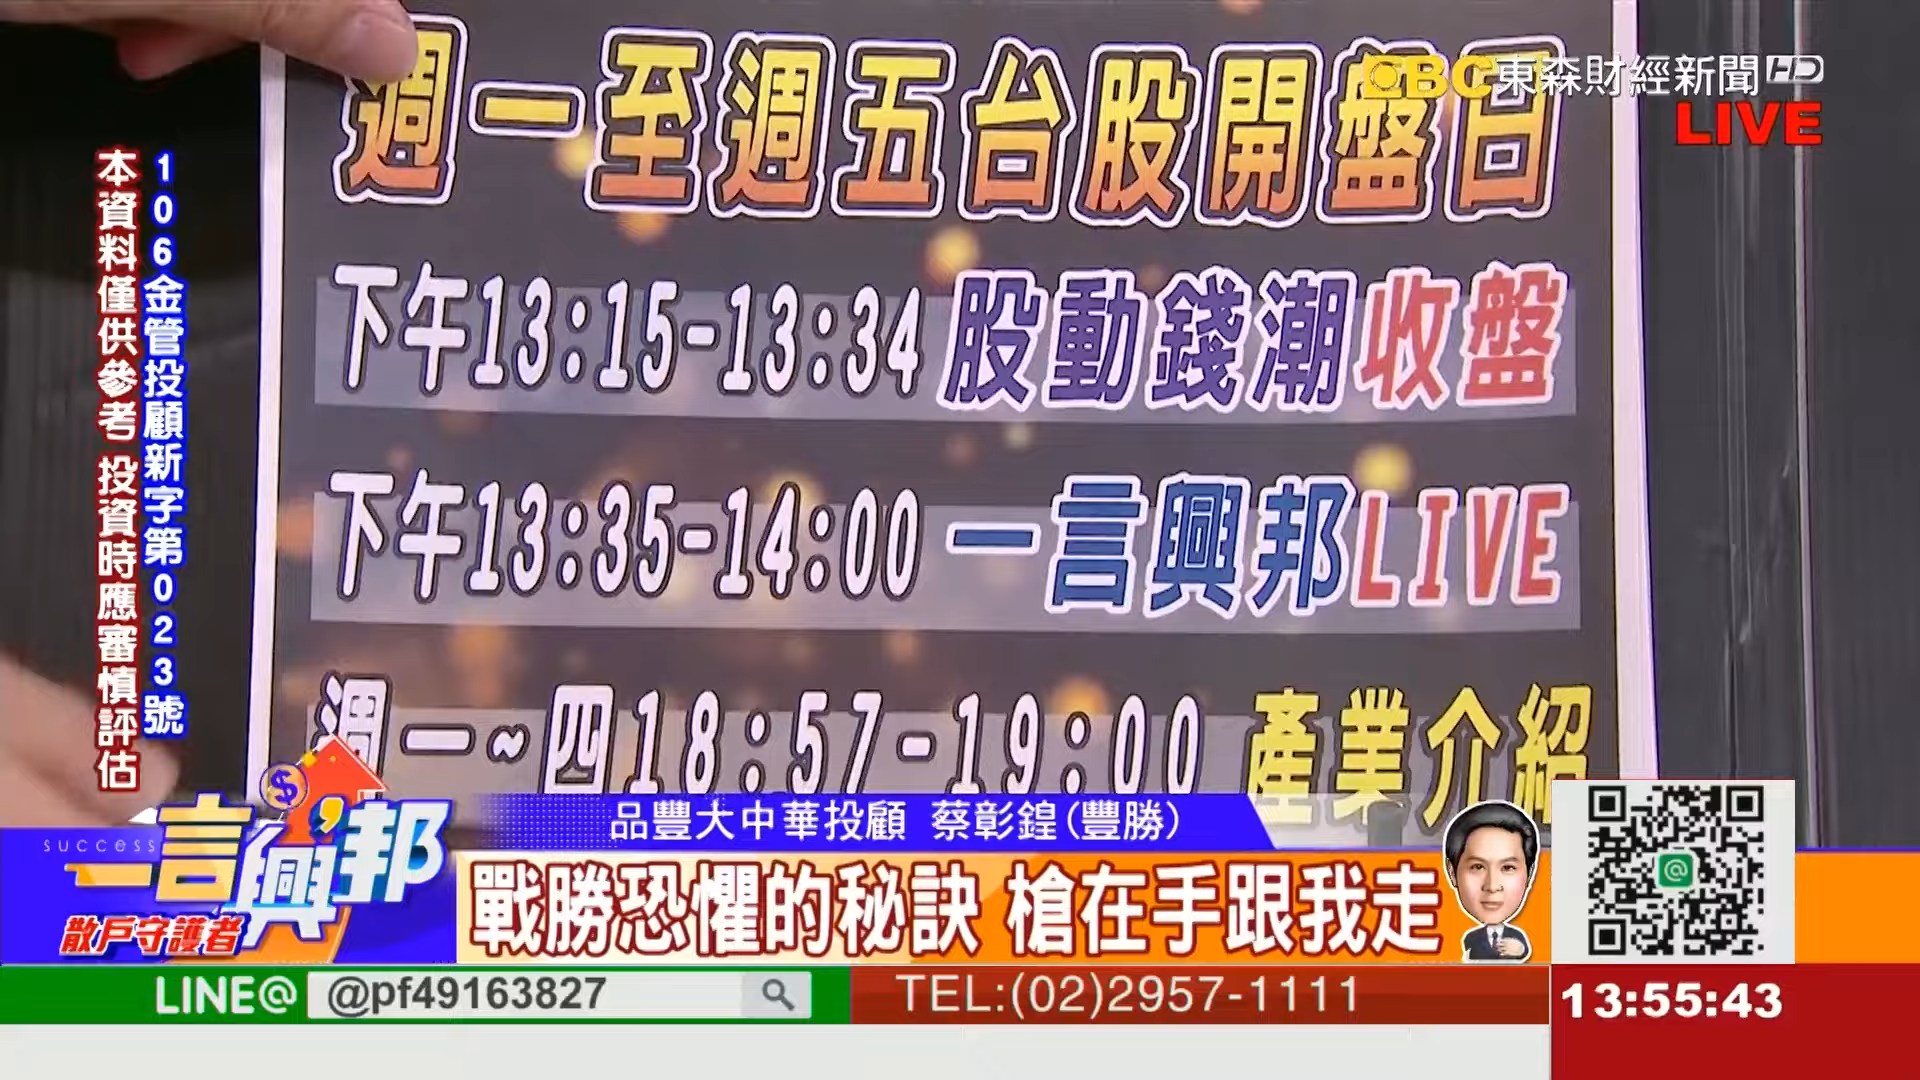 週一至週五台股開盤日
EBC東森財經新聞HD
LIVE
下午13:15-13:34 股動錢潮收盤
下午13:35-14:00 一言興邦LIVE
週一~四18:57-19:00 產業介紹
106金管投顧新字第023號
本資料僅供參考 投資時應審慎評估
success
一言興邦
散戶守護者
品豐大中華投顧 蔡彰鍠(豐勝)
戰勝恐懼的秘訣 槍在手跟我走
LINE@ @pf49163827
TEL:(02)2957-1111
13:55:43